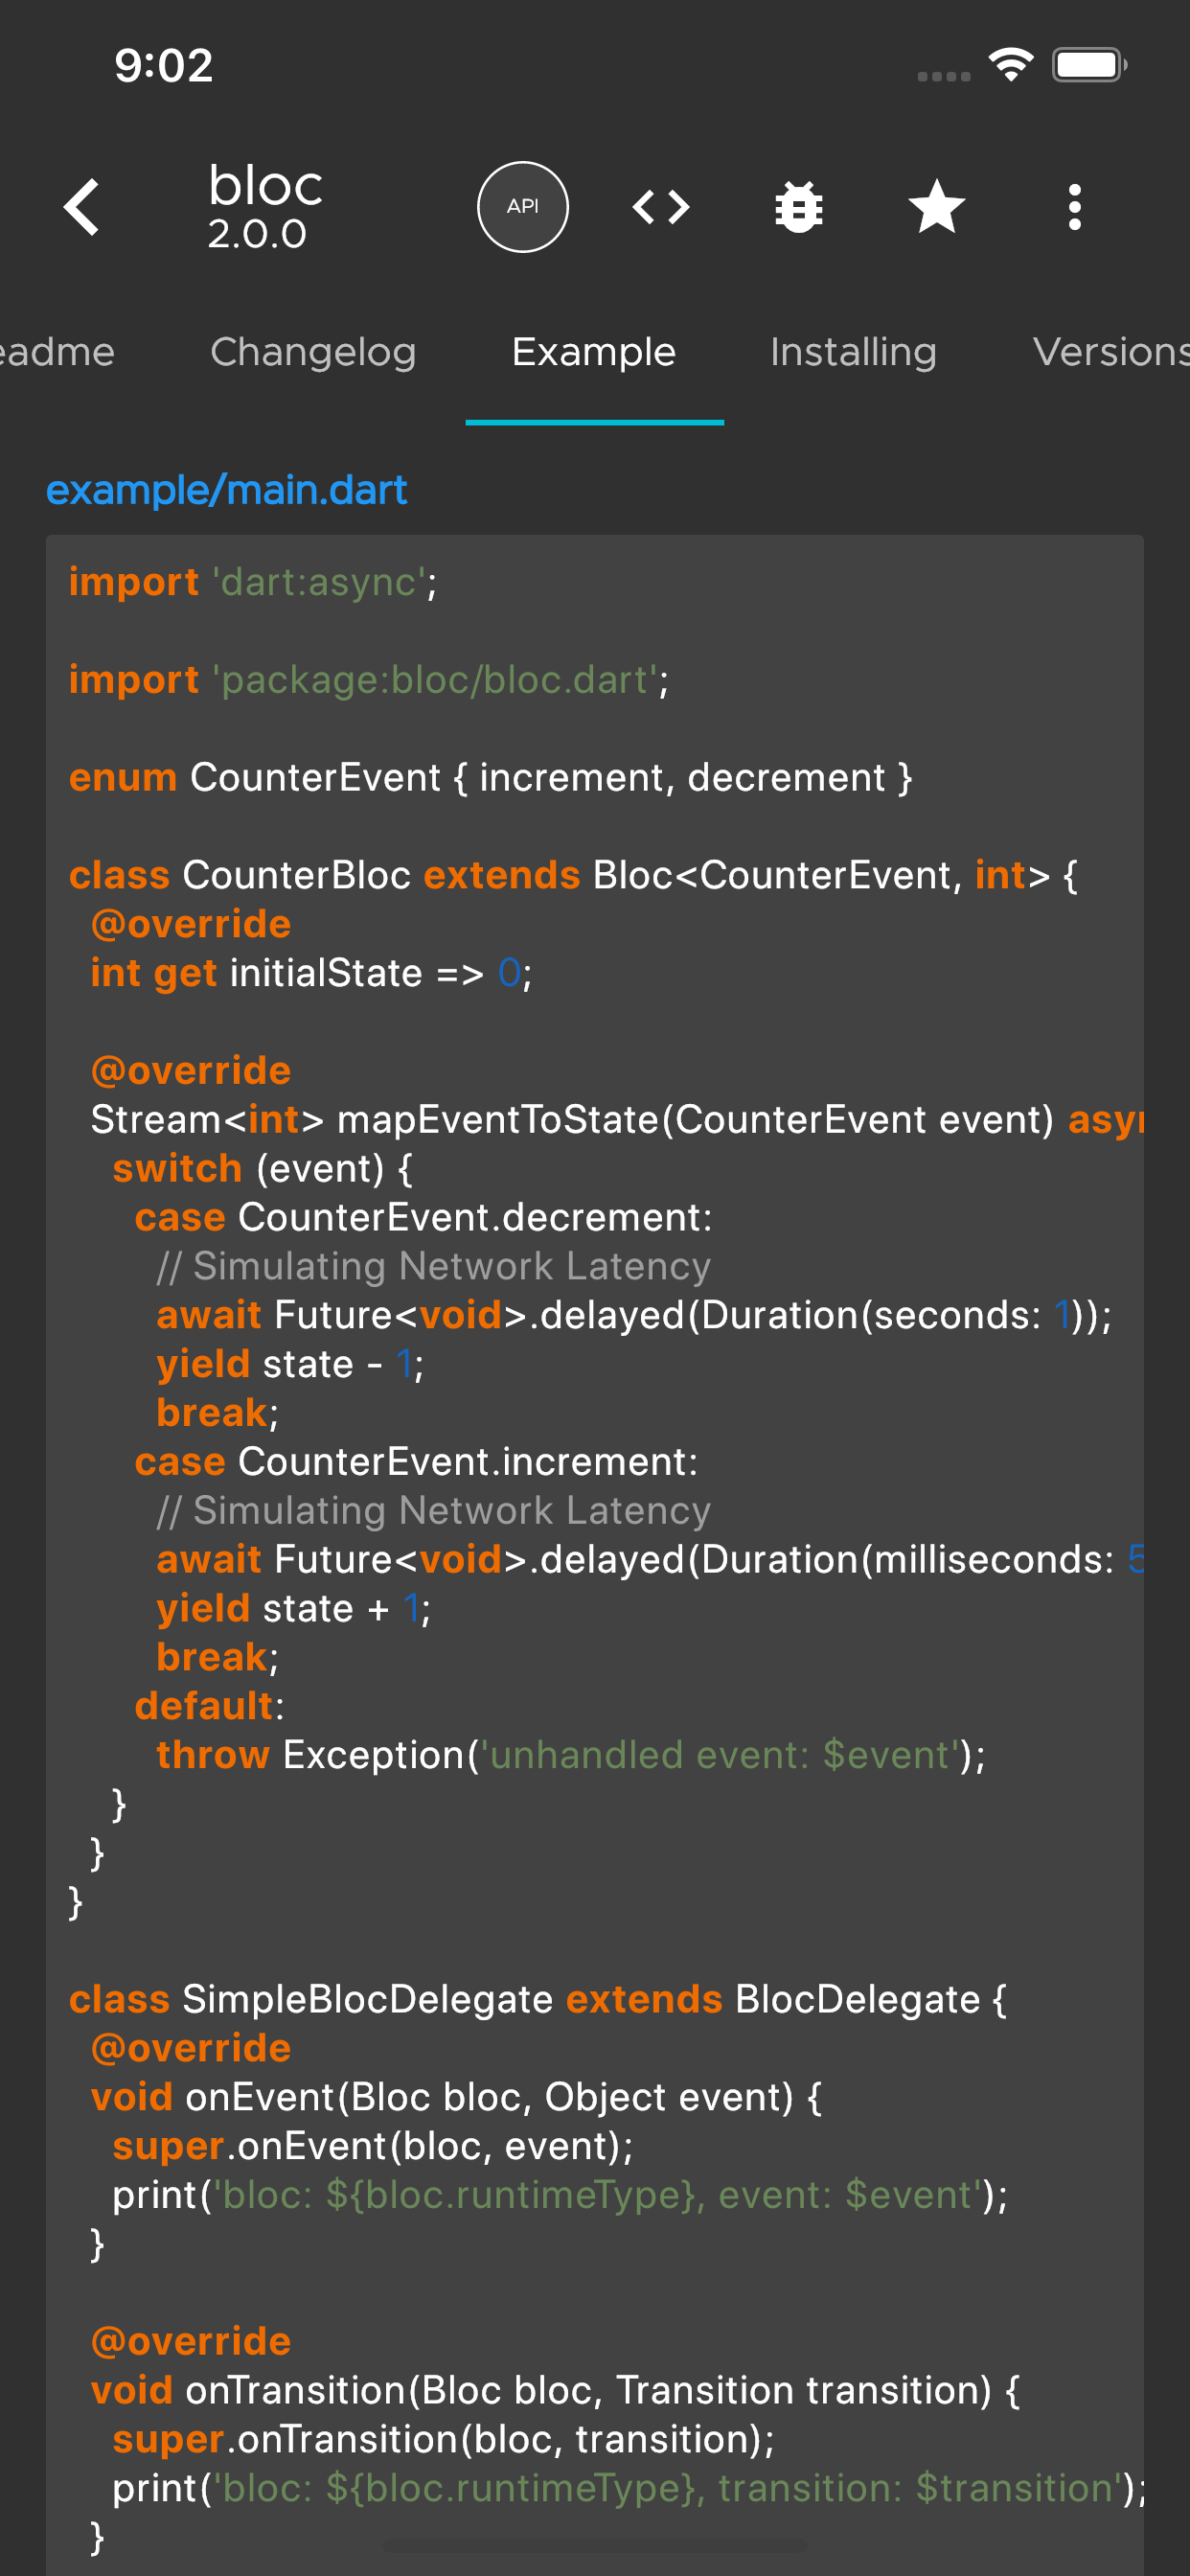 9:02
bloc
2.0.0
API
eadme Changelog Example Installing Versions
example/main.dart
import 'dart:async';
import 'package:bloc/bloc.dart';
enum CounterEvent { increment, decrement }
class CounterBloc extends Bloc<CounterEvent, int> {
@override
int get initialState => 0;
@override
Stream<int> mapEventToState(CounterEvent event) asyn
switch (event) {
case CounterEvent.decrement:
// Simulating Network Latency
await Future<void>.delayed(Duration(seconds: 1));
yield state - 1;
break;
case CounterEvent.increment:
// Simulating Network Latency
await Future<void>.delayed(Duration(milliseconds: 5
yield state + 1;
break;
default:
throw Exception('unhandled event: $event');
}
}
}
class SimpleBlocDelegate extends BlocDelegate {
@override
void onEvent(Bloc bloc, Object event) {
super.onEvent(bloc, event);
print('bloc: ${bloc.runtimeType}, event: $event');
}
@override
void onTransition(Bloc bloc, Transition transition) {
super.onTransition(bloc, transition);
print('bloc: ${bloc.runtimeType}, transition: $transition');
}